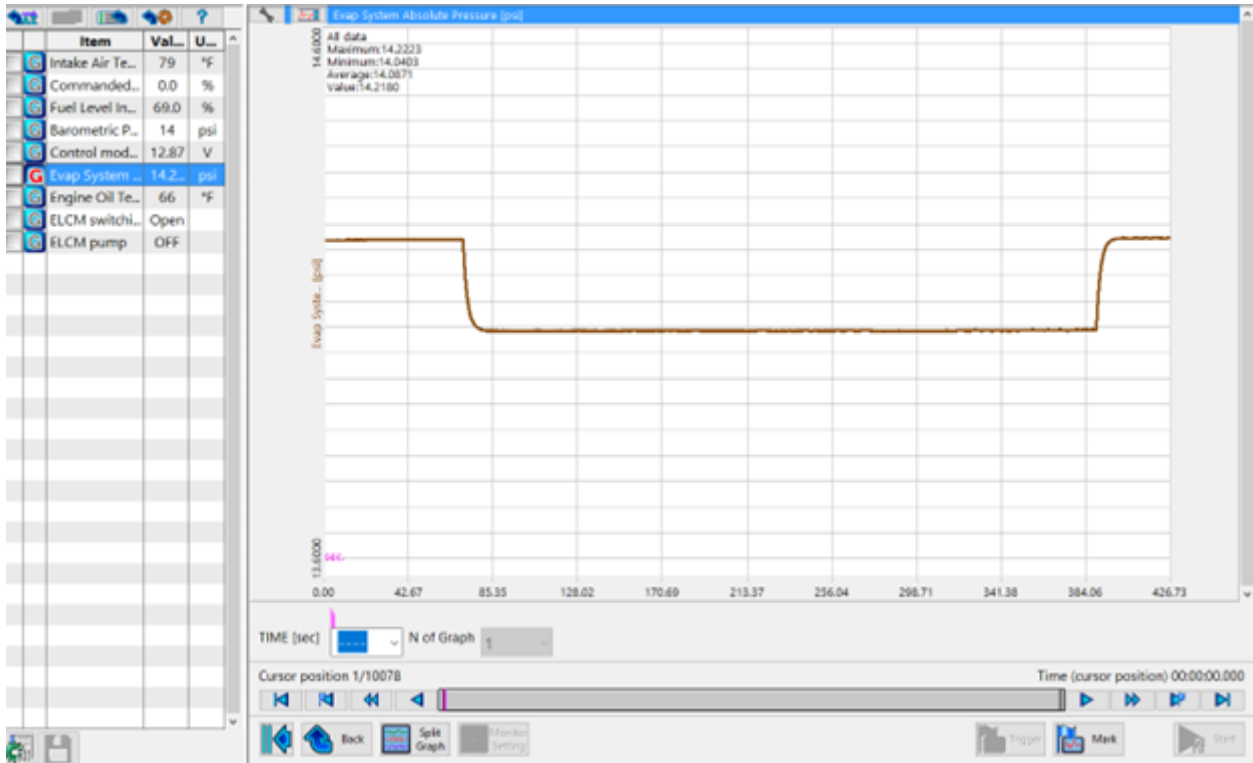 Evap System Absolute Pressure [psi]
Item Val... U...
Intake Air Te... 79 °F
Commanded... 0.0 %
Fuel Level In... 69.0 %
Barometric P... 14 psi
Control mod... 12.87 V
Evap System ... 14.2... psi
Engine Oil Te... 66 °F
ELCM switchi... Open
ELCM pump OFF
14.6000
All data
Maximum:14.2223
Minimum:14.0403
Average:14.0871
Value:14.2180
Evap Syste... [psi]
13.6000
sec.
0.00 42.67 85.35 128.02 170.69 213.37 256.04 298.71 341.38 384.06 426.73
TIME [sec] ---- N of Graph 1
Cursor position 1/10078 Time (cursor position) 00:00:00.000
Back Split Graph Monitor Setting Trigger Mark Start